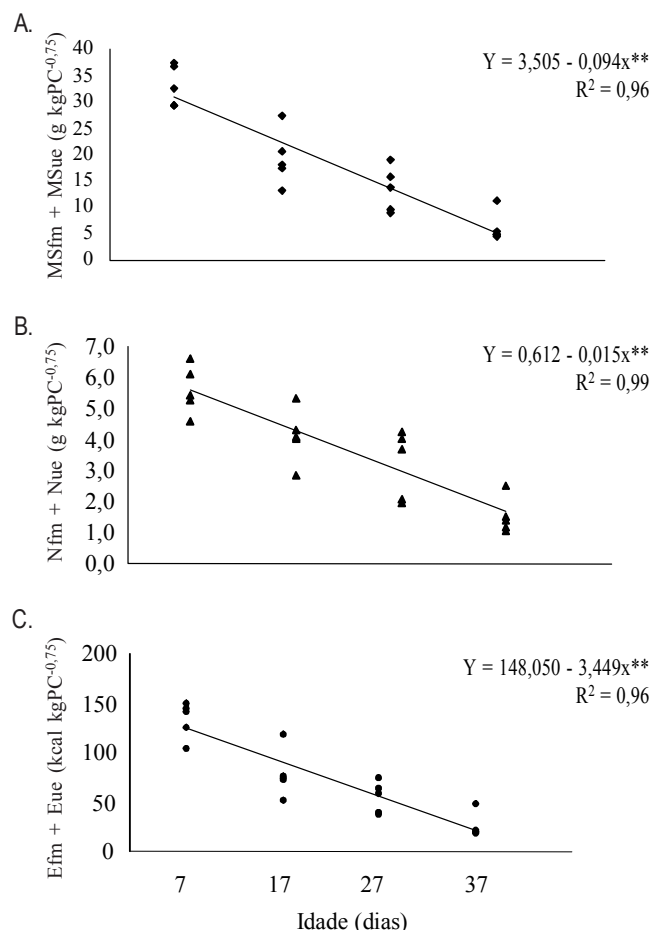 A.
MSfm + MSue (g kgPC-0,75)
40
35
30
25
20
15
10
5
0
Y = 3,505 - 0,094x**
R2 = 0,96
B.
Nfm + Nue (g kgPC-0,75)
7,0
6,0
5,0
4,0
3,0
2,0
1,0
0,0
Y = 0,612 - 0,015x**
R2 = 0,99
C.
Efm + Eue (kcal kgPC-0,75)
200
150
100
50
0
Y = 148,050 - 3,449x**
R2 = 0,96
7 17 27 37
Idade (dias)